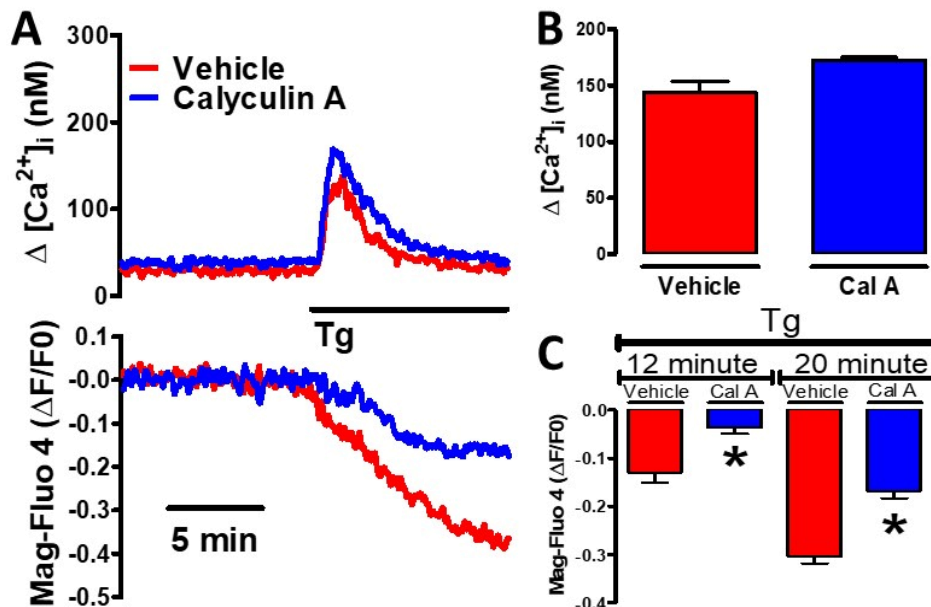 A
Δ [Ca²⁺]i (nM)
300
200
100
0
Vehicle
Calyculin A
Tg
Mag-Fluo 4 (ΔF/F0)
0.1
-0.0
-0.1
-0.2
-0.3
-0.4
-0.5
5 min
B
Δ [Ca²⁺]i (nM)
200
150
100
50
0
Vehicle
Cal A
C
Tg
12 minute
20 minute
Vehicle
Cal A
Vehicle
Cal A
Mag-Fluo 4 (ΔF/F0)
0.0
-0.1
-0.2
-0.3
-0.4
*
*